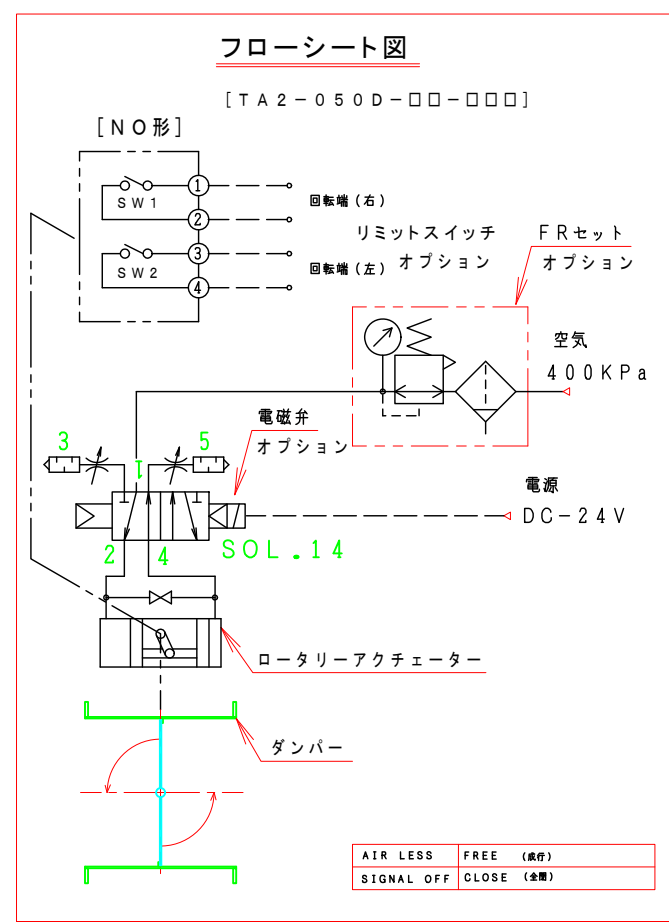 フローシート図
[TA2-050D-□□-□□□]
[NO形]
1
SW1
2
回転端(右)
3
SW2
4
回転端(左)
リミットスイッチ
オプション
FRセット
オプション
空気
400KPa
電磁弁
オプション
3
1
5
電源
DC-24V
2
4
SOL.14
ロータリーアクチェーター
ダンパー
AIR LESS FREE (成行)
SIGNAL OFF CLOSE (全閉)